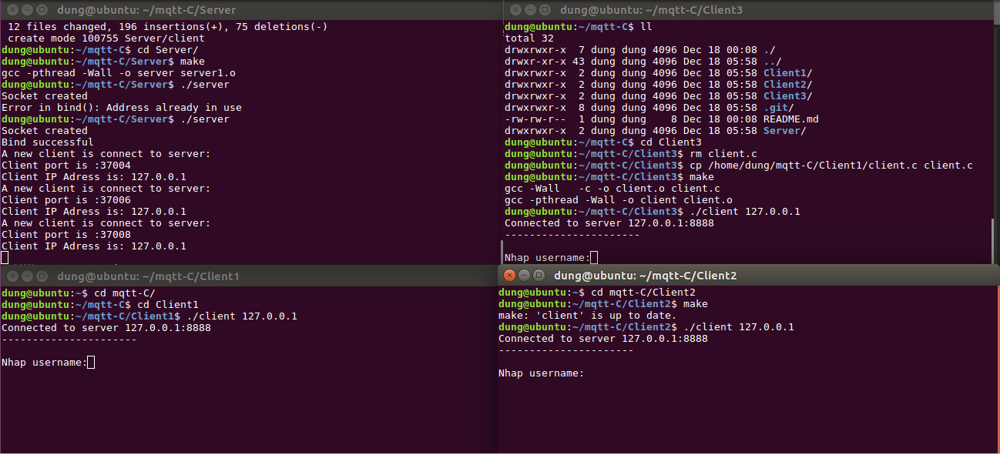 dung@ubuntu: ~/mqtt-C/Server
 12 files changed, 196 insertions(+), 75 deletions(-)
 create mode 100755 Server/client
dung@ubuntu:~/mqtt-C$ cd Server/
dung@ubuntu:~/mqtt-C/Server$ make
gcc -pthread -Wall -o server server1.o
dung@ubuntu:~/mqtt-C/Server$ ./server
Socket created
Error in bind(): Address already in use
dung@ubuntu:~/mqtt-C/Server$ ./server
Socket created
Bind successful
A new client is connect to server:
Client port is :37004
Client IP Adress is: 127.0.0.1
A new client is connect to server:
Client port is :37006
Client IP Adress is: 127.0.0.1
A new client is connect to server:
Client port is :37008
Client IP Adress is: 127.0.0.1
dung@ubuntu: ~/mqtt-C/Client3
dung@ubuntu:~/mqtt-C$ ll
total 32
drwxrwxr-x  7 dung dung 4096 Dec 18 00:08 ./
drwxr-xr-x 43 dung dung 4096 Dec 18 05:58 ../
drwxrwxr-x  2 dung dung 4096 Dec 18 05:58 Client1/
drwxrwxr-x  2 dung dung 4096 Dec 18 05:58 Client2/
drwxrwxr-x  2 dung dung 4096 Dec 18 05:58 Client3/
drwxrwxr-x  8 dung dung 4096 Dec 18 05:58 .git/
-rw-rw-r--  1 dung dung    8 Dec 18 00:08 README.md
drwxrwxr-x  2 dung dung 4096 Dec 18 05:58 Server/
dung@ubuntu:~/mqtt-C$ cd Client3
dung@ubuntu:~/mqtt-C/Client3$ rm client.c
dung@ubuntu:~/mqtt-C/Client3$ cp /home/dung/mqtt-C/Client1/client.c client.c
dung@ubuntu:~/mqtt-C/Client3$ make
gcc -Wall   -c -o client.o client.c
gcc -pthread -Wall -o client client.o
dung@ubuntu:~/mqtt-C/Client3$ ./client 127.0.0.1
Connected to server 127.0.0.1:8888
----------------------
Nhap username:
dung@ubuntu: ~/mqtt-C/Client1
dung@ubuntu:~$ cd mqtt-C/
dung@ubuntu:~/mqtt-C$ cd Client1
dung@ubuntu:~/mqtt-C/Client1$ ./client 127.0.0.1
Connected to server 127.0.0.1:8888
----------------------
Nhap username:
dung@ubuntu: ~/mqtt-C/Client2
dung@ubuntu:~$ cd mqtt-C/Client2
dung@ubuntu:~/mqtt-C/Client2$ make
make: 'client' is up to date.
dung@ubuntu:~/mqtt-C/Client2$ ./client 127.0.0.1
Connected to server 127.0.0.1:8888
----------------------
Nhap username: